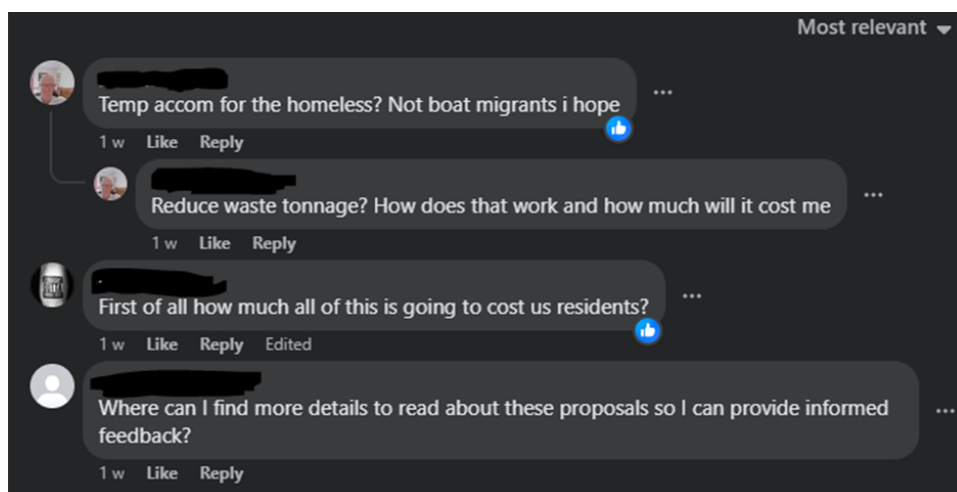 Most relevant
Temp accom for the homeless? Not boat migrants i hope
1 w Like Reply
Reduce waste tonnage? How does that work and how much will it cost me
1 w Like Reply
First of all how much all of this is going to cost us residents?
1 w Like Reply Edited
Where can I find more details to read about these proposals so I can provide informed
feedback?
1 w Like Reply